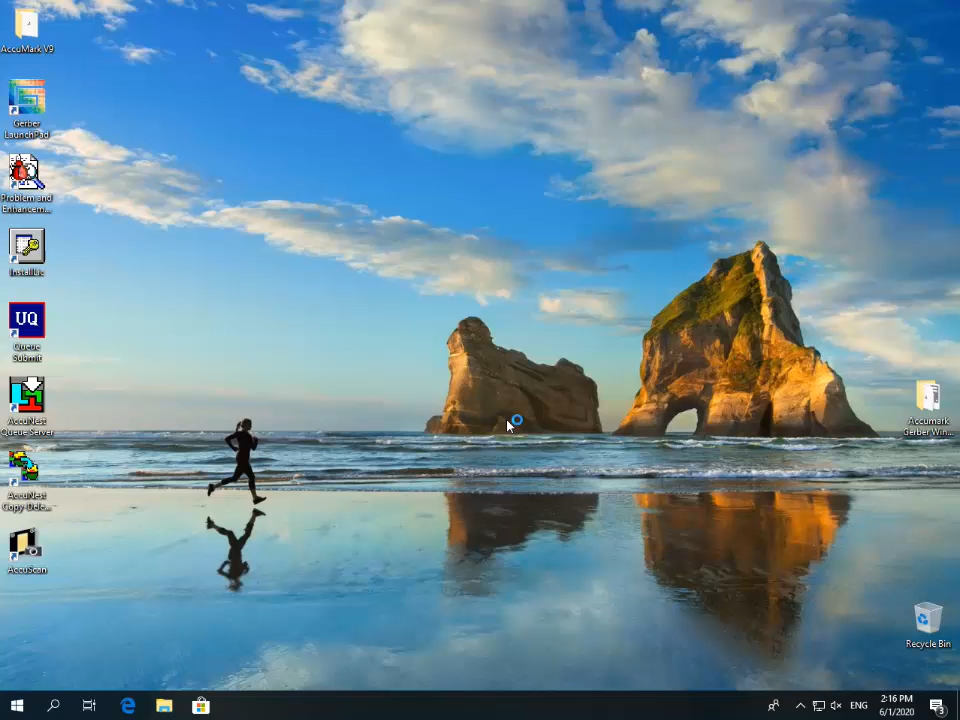 AccuMark V9
Gerber
LaunchPad
Problem and
Enhancem...
InstallLic
UQ
Queue
Submit
AccuNest
Queue Server
AccuNest
Copy-Dele...
AccuScan
Accumark
Gerber Win...
Recycle Bin
ENG
2:16 PM
6/1/2020
3